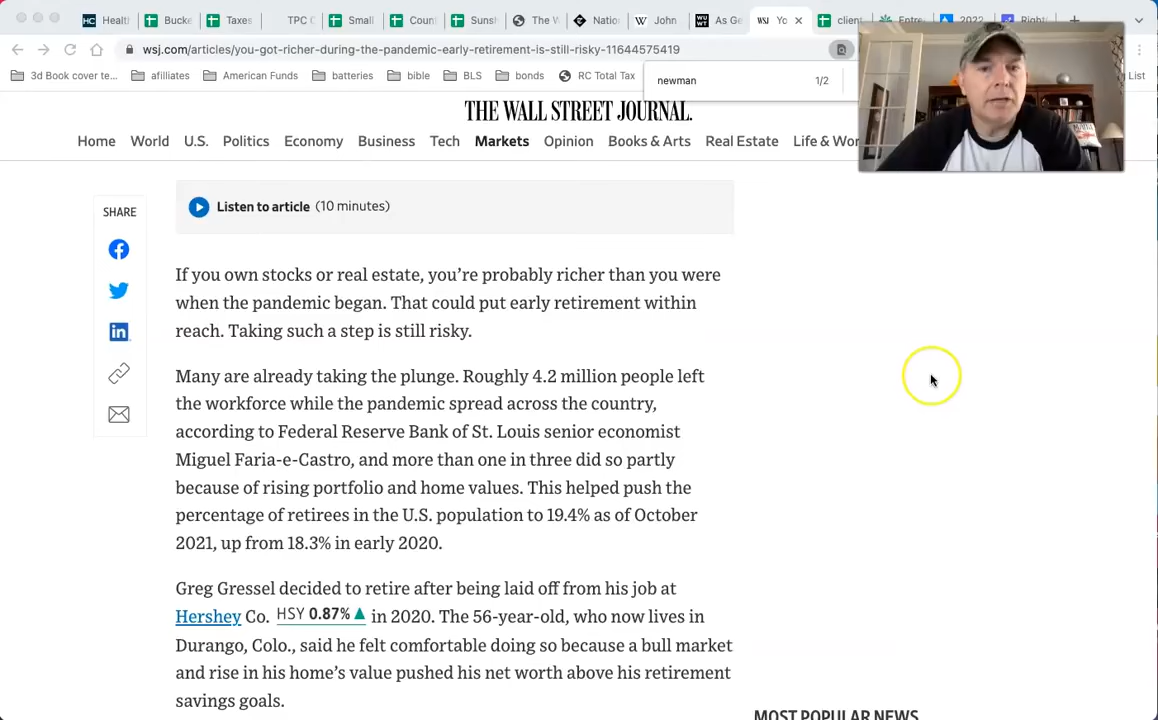 Health
Bucke
Taxes
TPC C
Small
Coun
Sunsh
The W
Natio
John
As Ge
WSJ Yo
client
Entre
2022
Right
wsj.com/articles/you-got-richer-during-the-pandemic-early-retirement-is-still-risky-11644575419
3d Book cover te...
afiliates
American Funds
batteries
bible
BLS
bonds
RC Total Tax
List
newman 1/2
THE WALL STREET JOURNAL.
Home World U.S. Politics Economy Business Tech Markets Opinion Books & Arts Real Estate Life & Wor
SHARE
Listen to article (10 minutes)
If you own stocks or real estate, you’re probably richer than you were
when the pandemic began. That could put early retirement within
reach. Taking such a step is still risky.
Many are already taking the plunge. Roughly 4.2 million people left
the workforce while the pandemic spread across the country,
according to Federal Reserve Bank of St. Louis senior economist
Miguel Faria-e-Castro, and more than one in three did so partly
because of rising portfolio and home values. This helped push the
percentage of retirees in the U.S. population to 19.4% as of October
2021, up from 18.3% in early 2020.
Greg Gressel decided to retire after being laid off from his job at
Hershey Co. HSY 0.87% ▲ in 2020. The 56-year-old, who now lives in
Durango, Colo., said he felt comfortable doing so because a bull market
and rise in his home’s value pushed his net worth above his retirement
savings goals.
MOST POPULAR NEWS